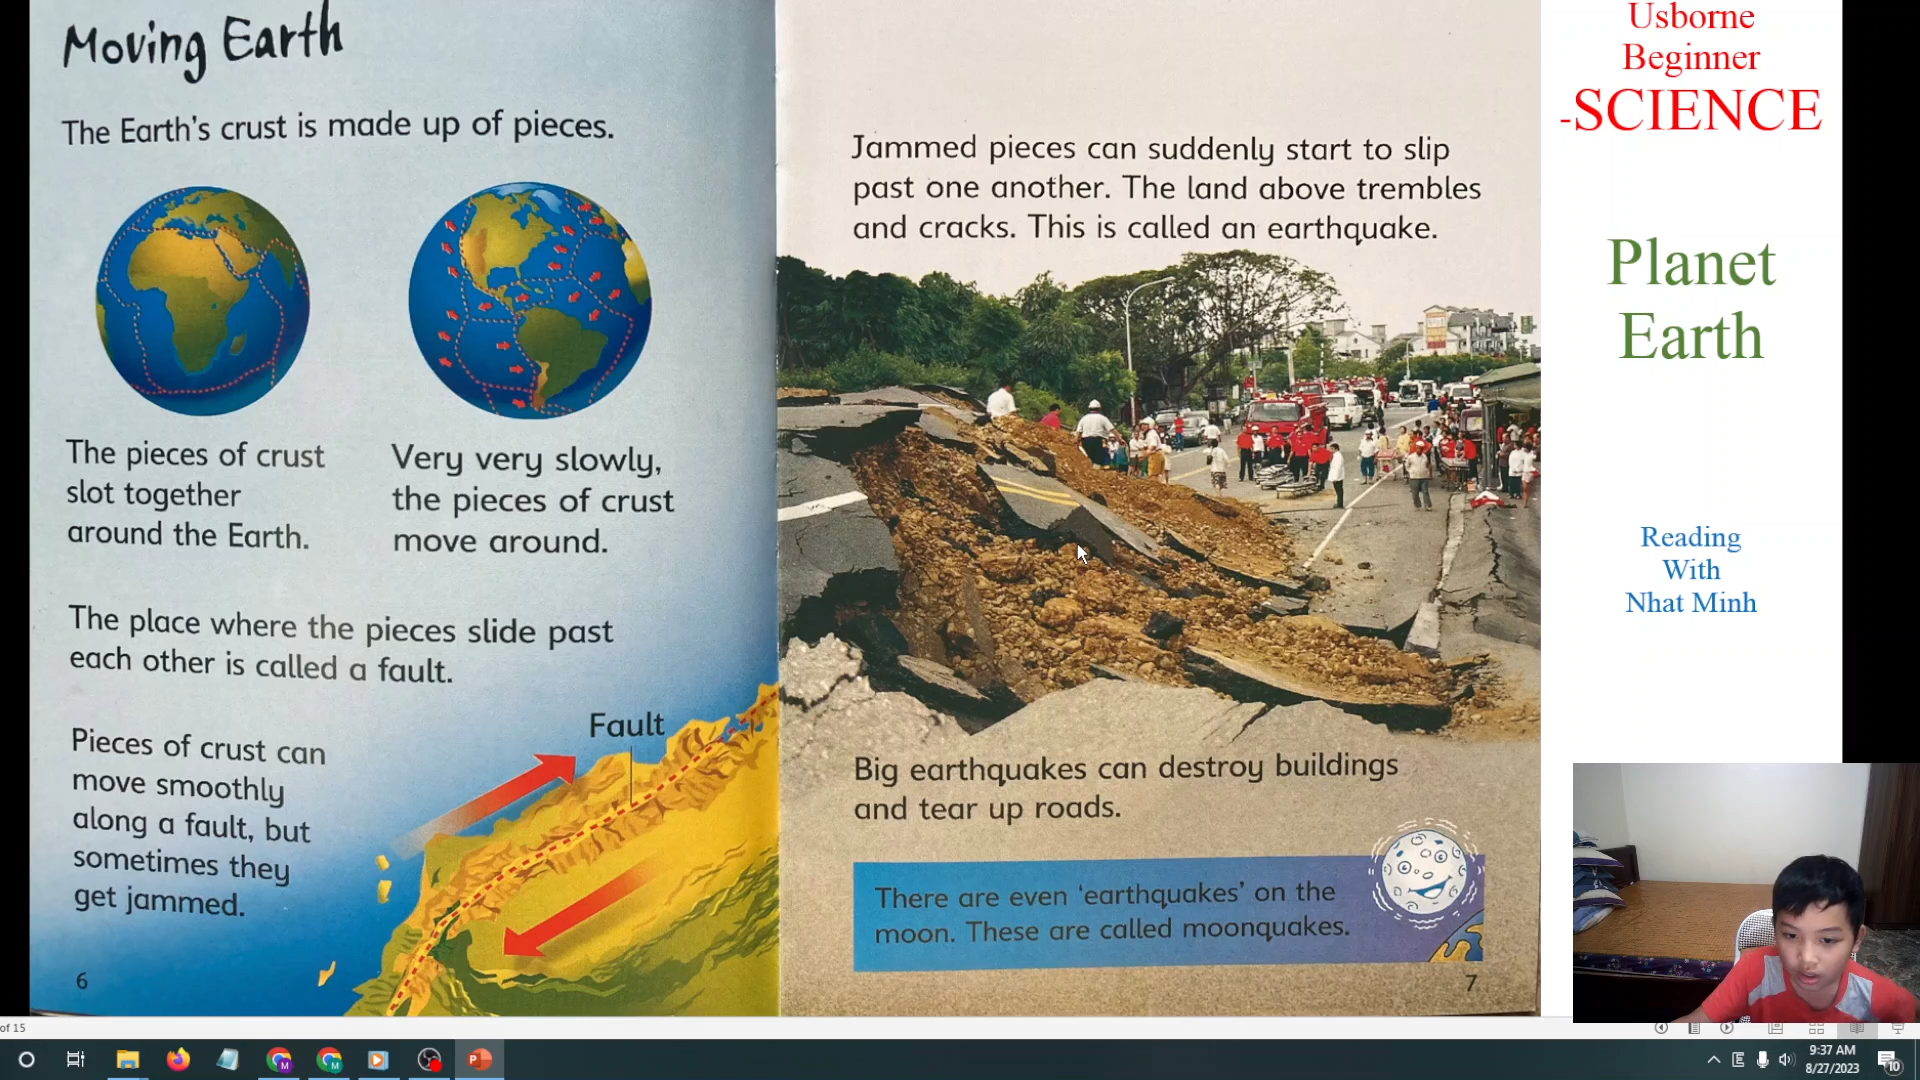 Moving Earth
The Earth's crust is made up of pieces.
The pieces of crust
slot together
around the Earth.
Very very slowly,
the pieces of crust
move around.
The place where the pieces slide past
each other is called a fault.
Pieces of crust can
move smoothly
along a fault, but
sometimes they
get jammed.
Fault
6
Jammed pieces can suddenly start to slip
past one another. The land above trembles
and cracks. This is called an earthquake.
Big earthquakes can destroy buildings
and tear up roads.
There are even 'earthquakes' on the
moon. These are called moonquakes.
7
Usborne
Beginner
-SCIENCE
Planet
Earth
Reading
With
Nhat Minh
of 15
9:37 AM
8/27/2023
10